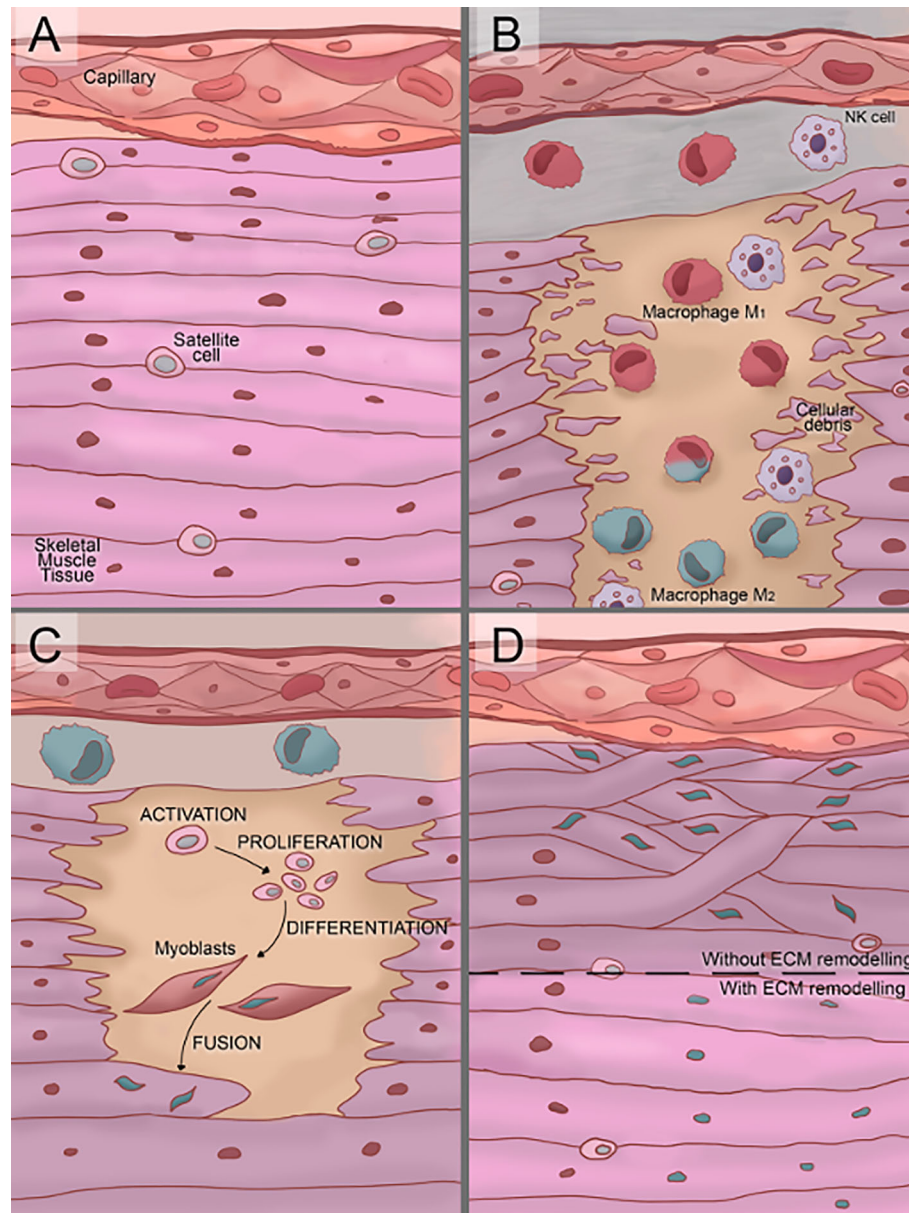 A
Capillary
Satellite
cell
Skeletal
Muscle
Tissue
B
NK cell
Macrophage M1
Cellular
debris
Macrophage M2
C
ACTIVATION
PROLIFERATION
DIFFERENTIATION
Myoblasts
FUSION
D
Without ECM remodelling
With ECM remodelling